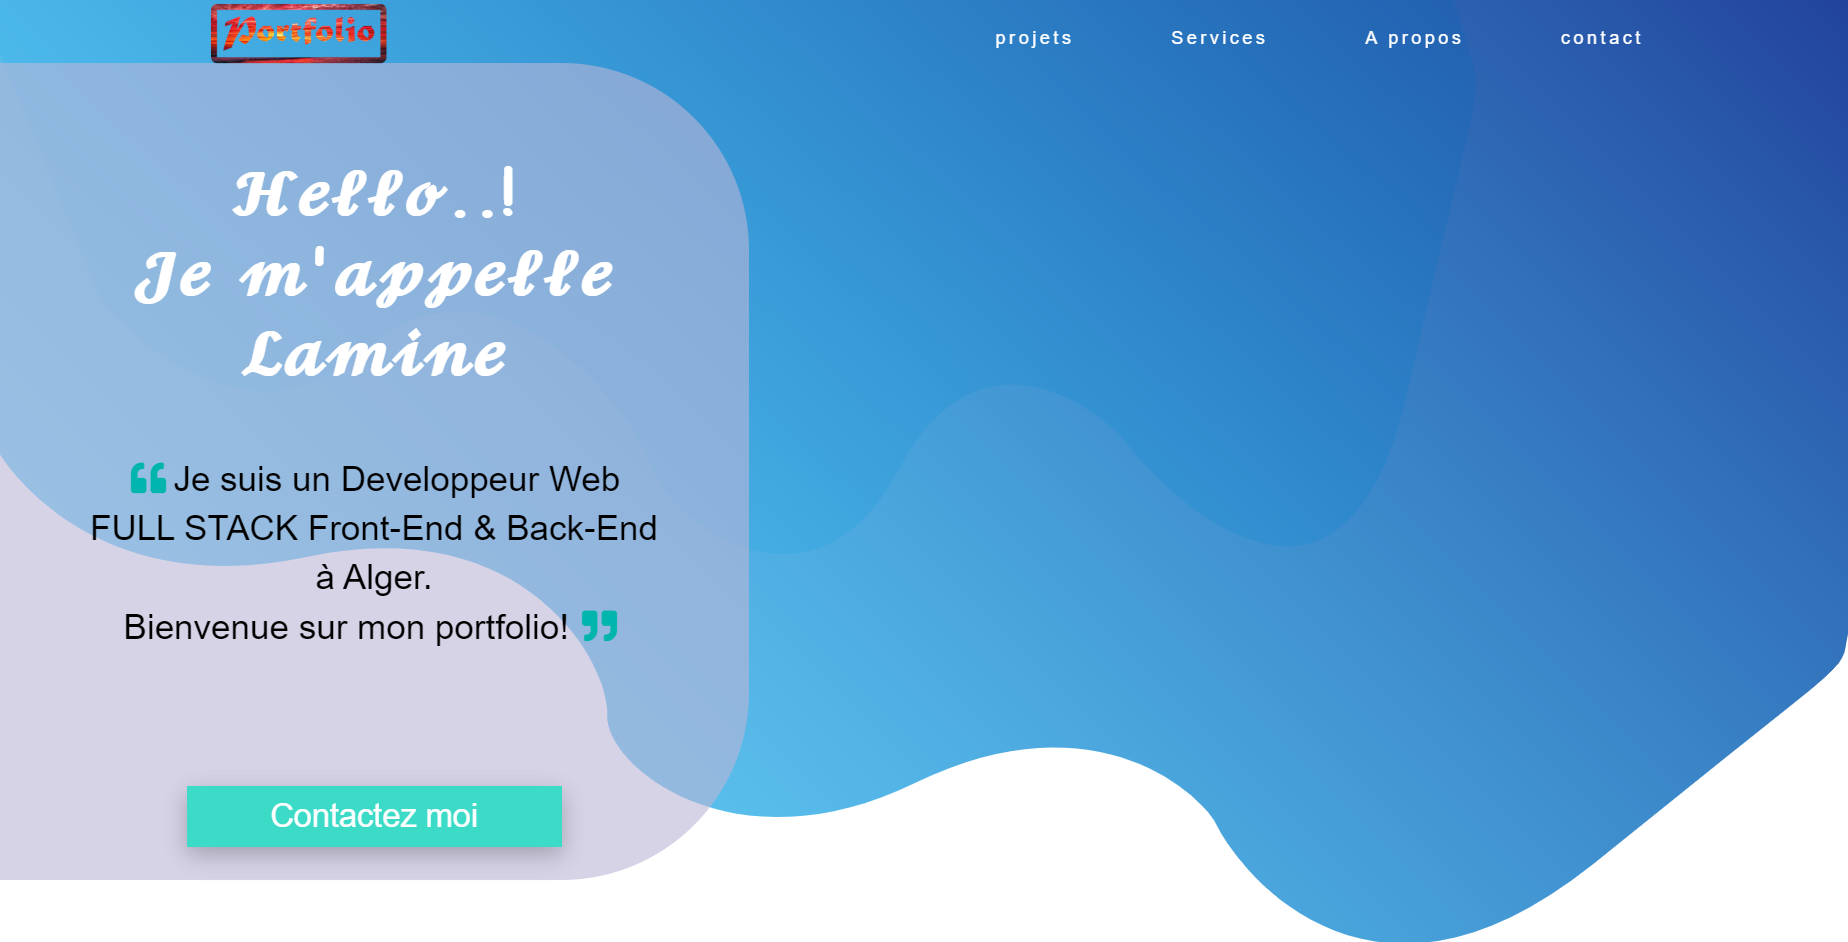 Portfolio
projets Services A propos contact
Hello..!
Je m'appelle
Lamine
Je suis un Developpeur Web
FULL STACK Front-End & Back-End
à Alger.
Bienvenue sur mon portfolio!
Contactez moi